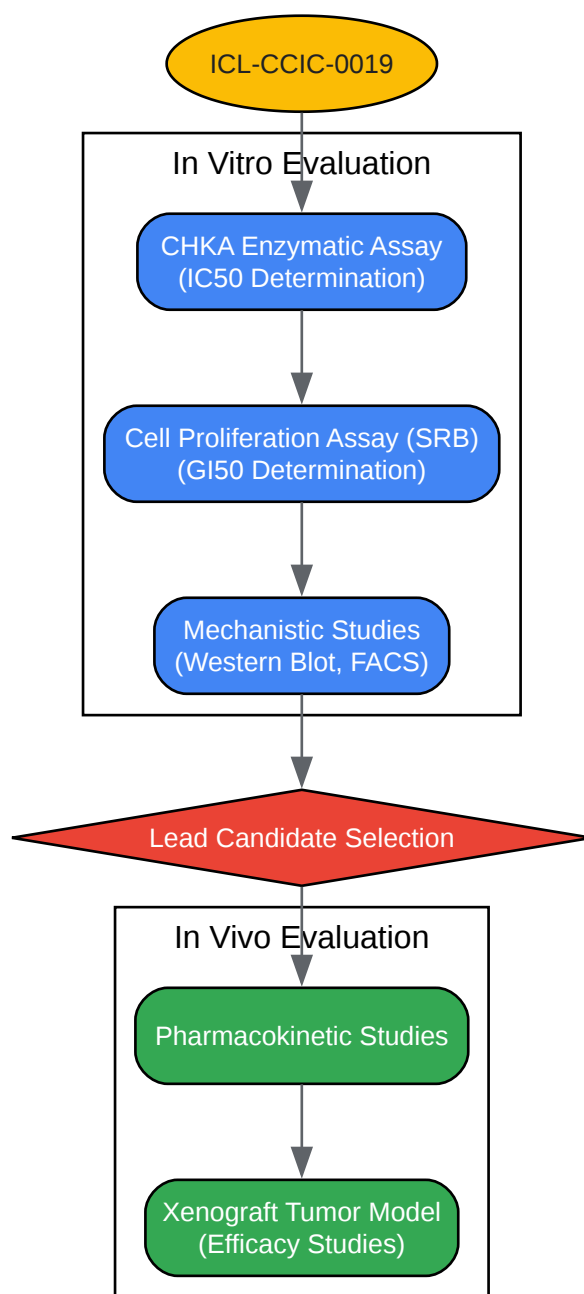 ICL-CCIC-0019
In Vitro Evaluation
CHKA Enzymatic Assay
(IC50 Determination)
Cell Proliferation Assay (SRB)
(GI50 Determination)
Mechanistic Studies
(Western Blot, FACS)
Lead Candidate Selection
In Vivo Evaluation
Pharmacokinetic Studies
Xenograft Tumor Model
(Efficacy Studies)